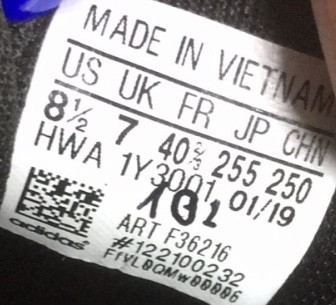 MADE IN VIETNAM
US UK FR JP CHN
8½ 7 40⅔ 255 250
HWA 1Y3001 01/19
ART F36216
#122100232
adidas